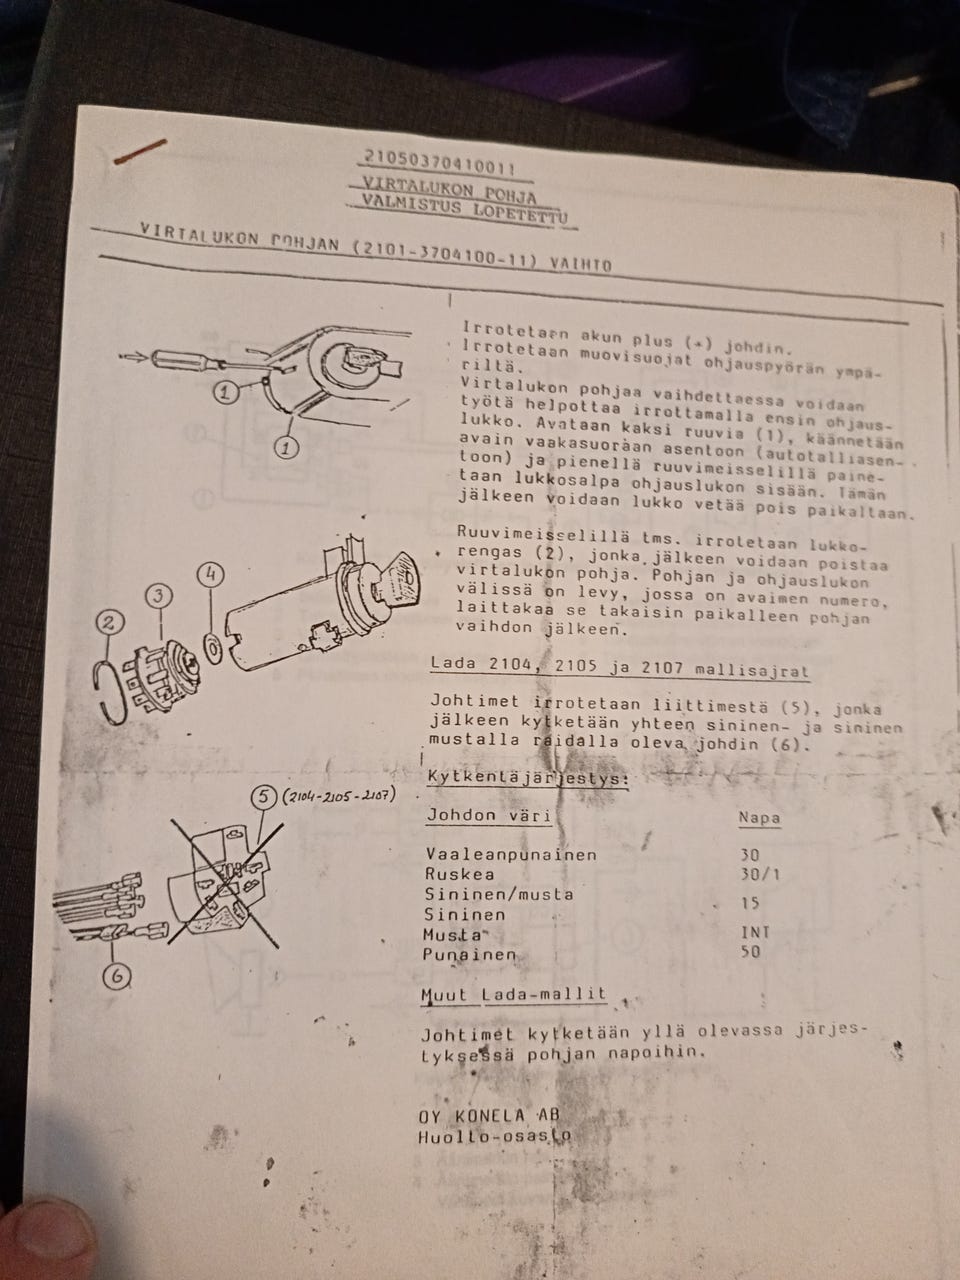 21050370410011
VIRTALUKON POHJA
VALMISTUS LOPETETTU
VIRTALUKON POHJAN (2101-3704100-11) VAIHTO
Irrotetaan akun plus (+) johdin.
Irrotetaan muovisuojat ohjauspyörän ympä-
riltä.
Virtalukon pohjaa vaihdettaessa voidaan
työtä helpottaa irrottamalla ensin ohjaus-
lukko. Avataan kaksi ruuvia (1), käännetään
avain vaakasuoraan asentoon (autotalliasen-
toon) ja pienellä ruuvimeisselillä paine-
taan lukkosalpa ohjauslukon sisään. Tämän
jälkeen voidaan lukko vetää pois paikaltaan.
1
1
Ruuvimeisselillä tms. irrotetaan lukko-
rengas (2), jonka jälkeen voidaan poistaa
virtalukon pohja. Pohjan ja ohjauslukon
välissä on levy, jossa on avaimen numero,
laittakaa se takaisin paikalleen pohjan
vaihdon jälkeen.
2
3
4
Lada 2104, 2105 ja 2107 mallisajrat
Johtimet irrotetaan liittimestä (5), jonka
jälkeen kytketään yhteen sininen- ja sininen
mustalla raidalla oleva johdin (6).
Kytkentäjärjestys:
5 (2104-2105-2107)
6
Johdon väri Napa
Vaaleanpunainen 30
Ruskea 30/1
Sininen/musta
15
Sininen
Musta INT
Punainen 50
Muut Lada-mallit
Johtimet kytketään yllä olevassa järjes-
tyksessä pohjan napoihin.
OY KONELA AB
Huolto-osasto